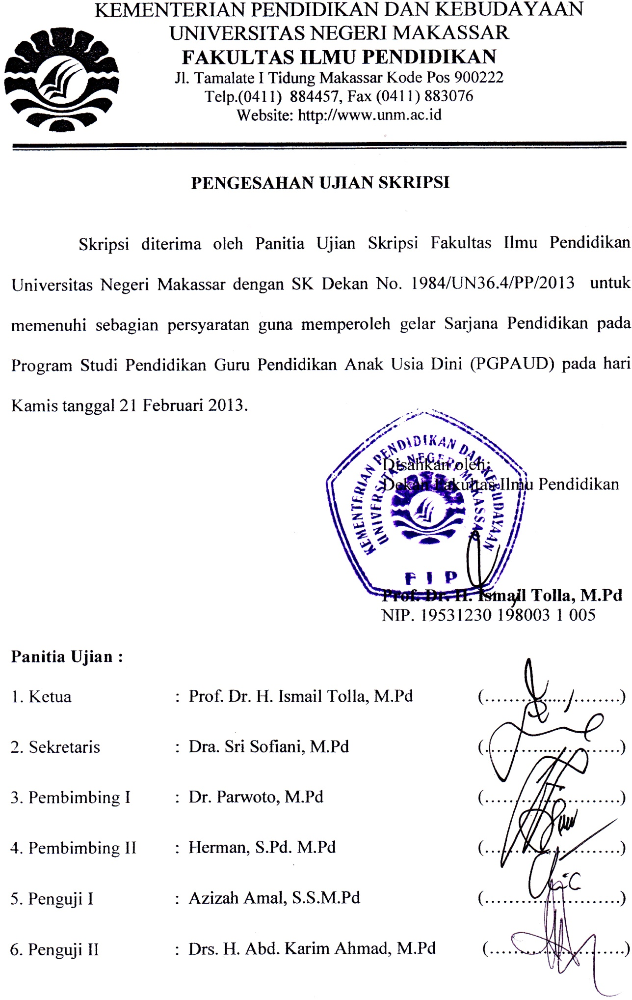 KEMENTERIAN PENDIDIKAN DAN KEBUDAYAAN
UNIVERSITAS NEGERI MAKASSAR
FAKULTAS ILMU PENDIDIKAN
Jl. Tamalate I Tidung Makassar Kode Pos 900222
Telp.(0411)  884457, Fax (0411) 883076
Website: http://www.unm.ac.id
PENGESAHAN UJIAN SKRIPSI
Skripsi diterima oleh Panitia Ujian Skripsi Fakultas Ilmu Pendidikan
Universitas Negeri Makassar dengan SK Dekan No. 1984/UN36.4/PP/2013 untuk
memenuhi sebagian persyaratan guna memperoleh gelar Sarjana Pendidikan pada
Program Studi Pendidikan Guru Pendidikan Anak Usia Dini (PGPAUD) pada hari
Kamis tanggal 21 Februari 2013.
KEMENTERIAN PENDIDIKAN DAN KEBUDAYAAN
UNIVERSITAS NEGERI MAKASSAR
FIP
Disahkan oleh:
Dekan Fakultas Ilmu Pendidikan
Prof. Dr. H. Ismail Tolla, M.Pd
NIP. 19531230 198003 1 005
Panitia Ujian :
1. Ketua : Prof. Dr. H. Ismail Tolla, M.Pd (........................)
2. Sekretaris : Dra. Sri Sofiani, M.Pd (........................)
3. Pembimbing I : Dr. Parwoto, M.Pd (........................)
4. Pembimbing II : Herman, S.Pd. M.Pd (........................)
5. Penguji I : Azizah Amal, S.S.M.Pd (........................)
6. Penguji II : Drs. H. Abd. Karim Ahmad, M.Pd (........................)